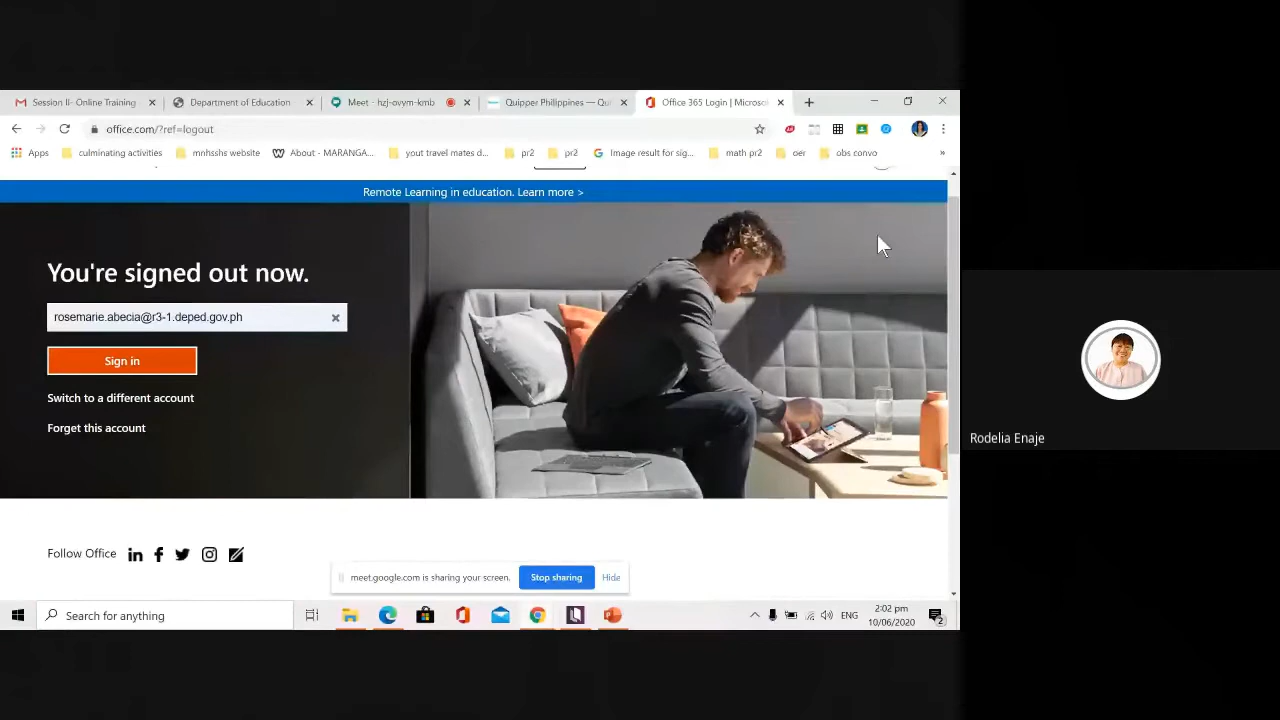 Session II- Online Training
Department of Education
Meet - hzj-ovym-kmb
Quipper Philippines — Qu
Office 365 Login | Microso
office.com/?ref=logout
Apps
culminating activities
mnhsshs website
About - MARANGA...
yout travel mates d...
pr2
pr2
Image result for sig...
math pr2
oer
obs convo
»
Remote Learning in education. Learn more >
You're signed out now.
rosemarie.abecia@r3-1.deped.gov.ph
Sign in
Switch to a different account
Forget this account
Rodelia Enaje
Follow Office
meet.google.com is sharing your screen.
Stop sharing
Hide
Search for anything
ENG
2:02 pm
10/06/2020
2